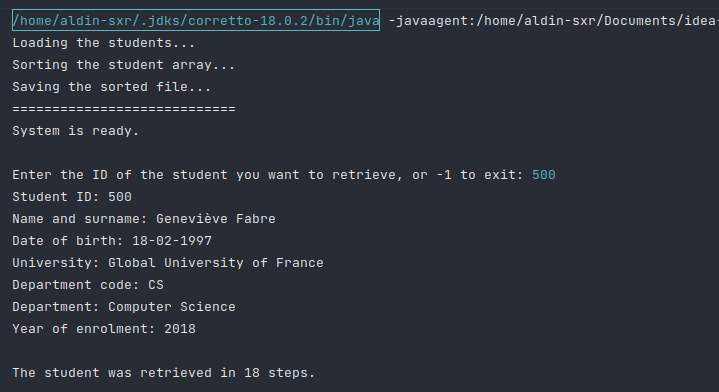 /home/aldin-sxr/.jdks/corretto-18.0.2/bin/java -javaagent:/home/aldin-sxr/Documents/idea-
Loading the students...
Sorting the student array...
Saving the sorted file...
============================
System is ready.
Enter the ID of the student you want to retrieve, or -1 to exit: 500
Student ID: 500
Name and surname: Geneviève Fabre
Date of birth: 18-02-1997
University: Global University of France
Department code: CS
Department: Computer Science
Year of enrolment: 2018
The student was retrieved in 18 steps.